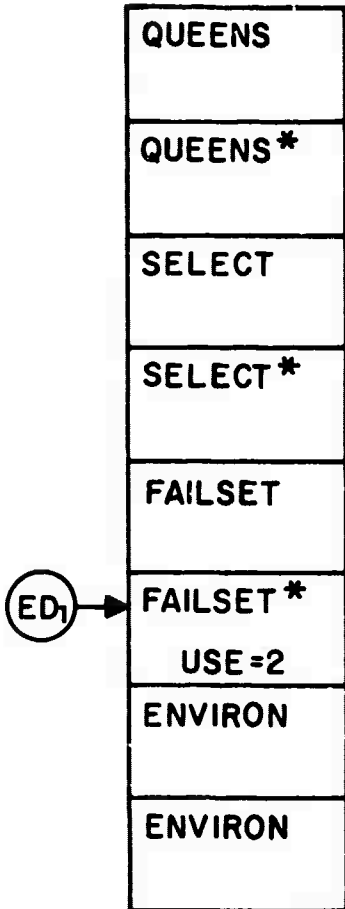 QUEENS
QUEENS*
SELECT
SELECT*
FAILSET
ED1
FAILSET*
USE=2
ENVIRON
ENVIRON